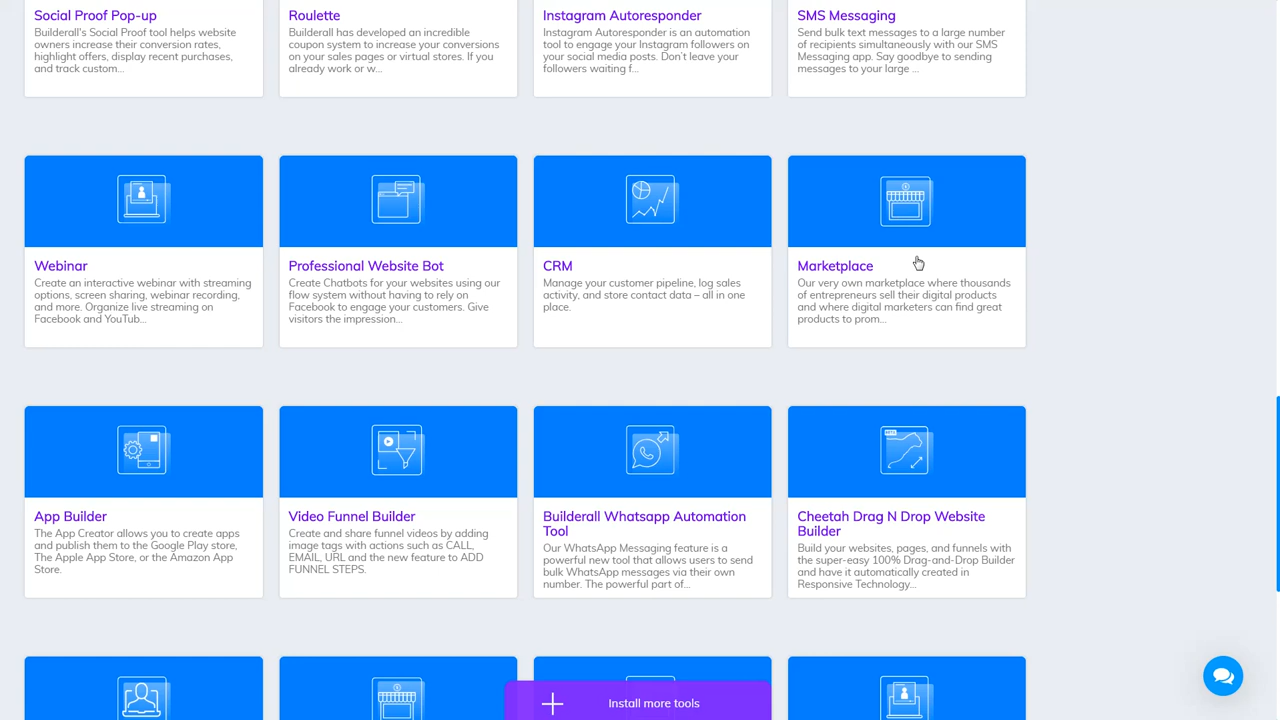 Social Proof Pop-up
Builderall's Social Proof tool helps website
owners increase their conversion rates,
highlight offers, display recent purchases,
and track custom...
Roulette
Builderall has developed an incredible
coupon system to increase your conversions
on your sales pages or virtual stores. If you
already work or w...
Instagram Autoresponder
Instagram Autoresponder is an automation
tool to engage your Instagram followers on
your social media posts. Don't leave your
followers waiting f...
SMS Messaging
Send bulk text messages to a large number
of recipients simultaneously with our SMS
Messaging app. Say goodbye to sending
messages to your large ...
Webinar
Create an interactive webinar with streaming
options, screen sharing, webinar recording,
and more. Organize live streaming on
Facebook and YouTub...
Professional Website Bot
Create Chatbots for your websites using our
flow system without having to rely on
Facebook to engage your customers. Give
visitors the impression...
CRM
Manage your customer pipeline, log sales
activity, and store contact data – all in one
place.
Marketplace
Our very own marketplace where thousands
of entrepreneurs sell their digital products
and where digital marketers can find great
products to prom...
App Builder
The App Creator allows you to create apps
and publish them to the Google Play store,
The Apple App Store, or the Amazon App
Store.
Video Funnel Builder
Create and share funnel videos by adding
image tags with actions such as CALL,
EMAIL, URL and the new feature to ADD
FUNNEL STEPS.
Builderall Whatsapp Automation
Tool
Our WhatsApp Messaging feature is a
powerful new tool that allows users to send
bulk WhatsApp messages via their own
number. The powerful part of...
BETA
Cheetah Drag N Drop Website
Builder
Build your websites, pages, and funnels with
the super-easy 100% Drag-and-Drop Builder
and have it automatically created in
Responsive Technology...
Install more tools